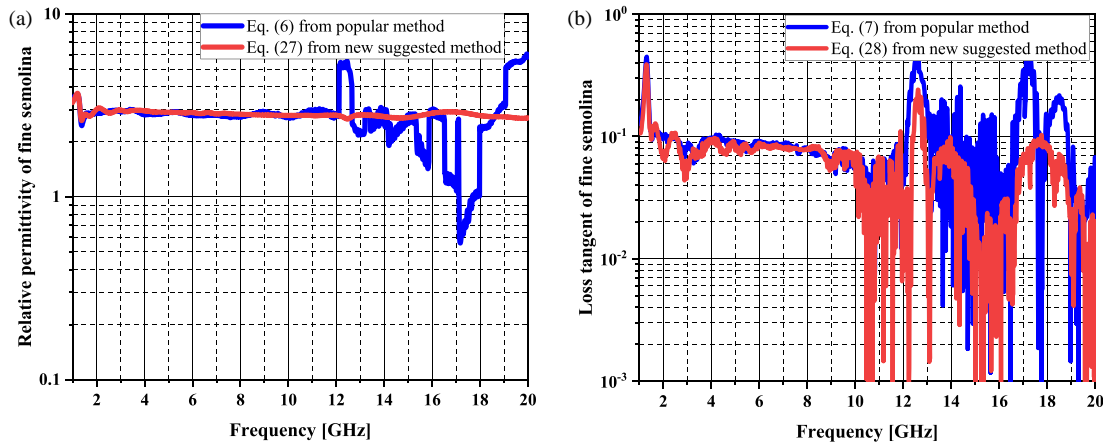 (a)
10
Eq. (6) from popular method
Eq. (27) from new suggested method
Relative permittivity of fine semolina
1
0.1
2 4 6 8 10 12 14 16 18 20
Frequency [GHz]
(b)
10⁰
Eq. (7) from popular method
Eq. (28) from new suggested method
Loss tangent of fine semolina
10⁻¹
10⁻²
10⁻³
2 4 6 8 10 12 14 16 18 20
Frequency [GHz]